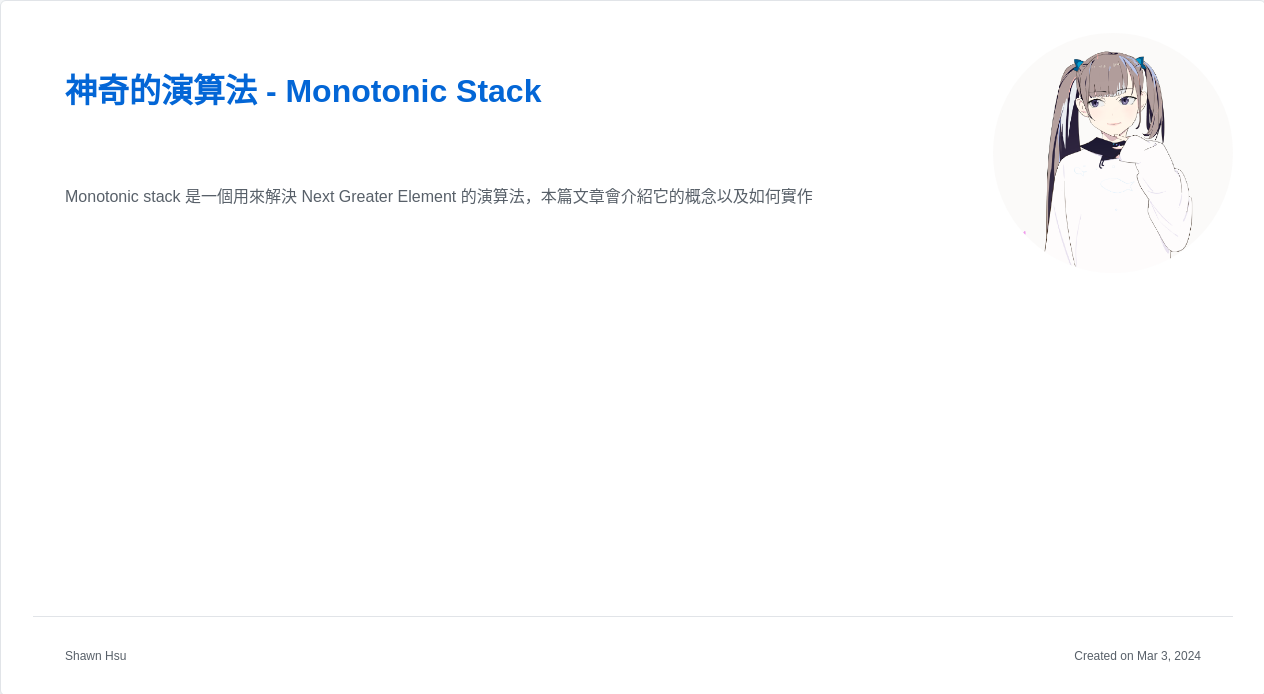 神奇的演算法 - Monotonic Stack
Monotonic stack 是一個用來解決 Next Greater Element 的演算法，本篇文章會介紹它的概念以及如何實作
Shawn Hsu
Created on Mar 3, 2024